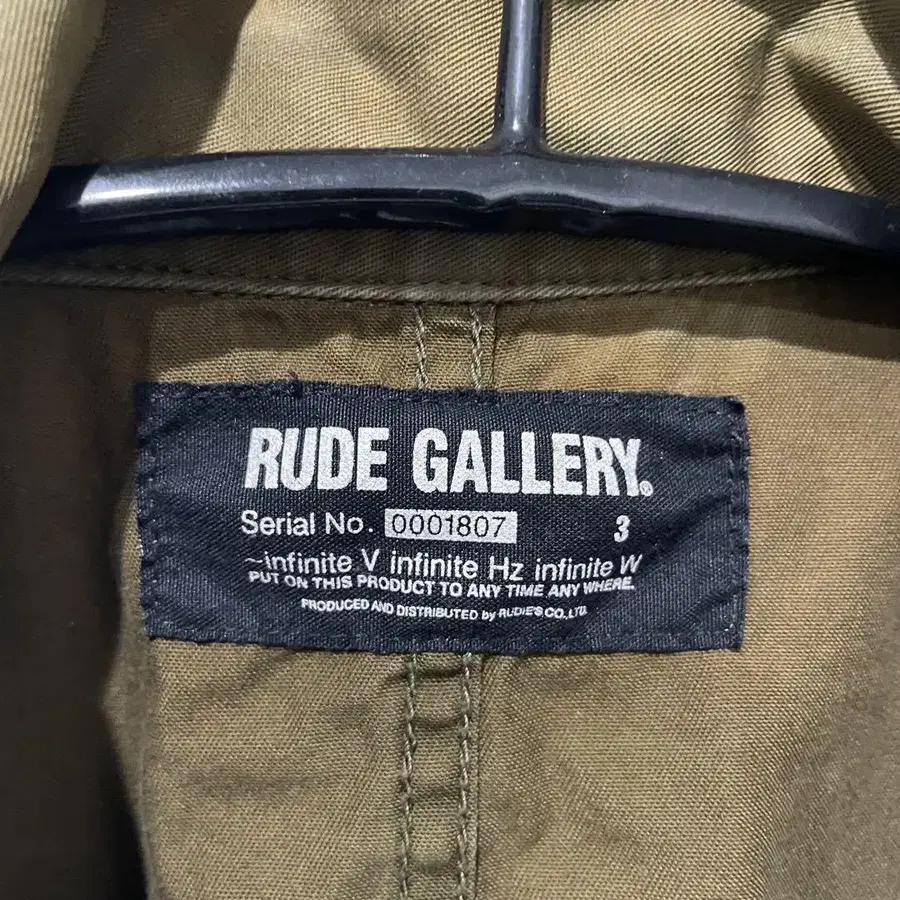 RUDE GALLERY.
Serial No. 0001807 3
~infinite V infinite Hz infinite W
PUT ON THIS PRODUCT TO ANY TIME ANY WHERE.
PRODUCED AND DISTRIBUTED by RUDIE'S CO.,LTD.